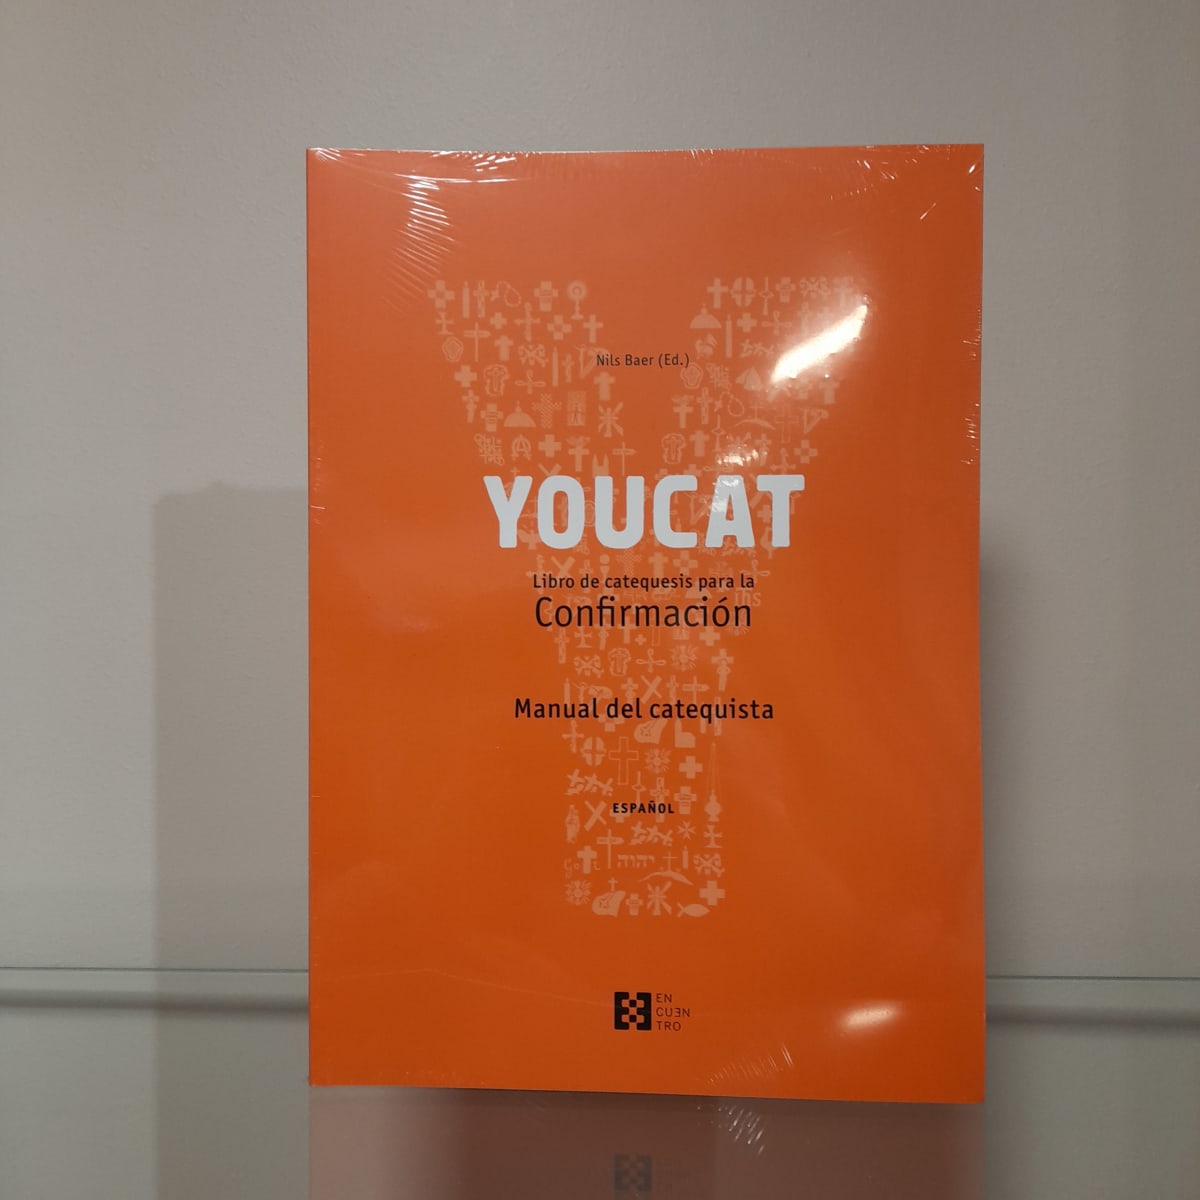 Nils Baer (Ed.)
YOUCAT
Libro de catequesis para la
Confirmación
Manual del catequista
ESPAÑOL
EN
CUEN
TRO